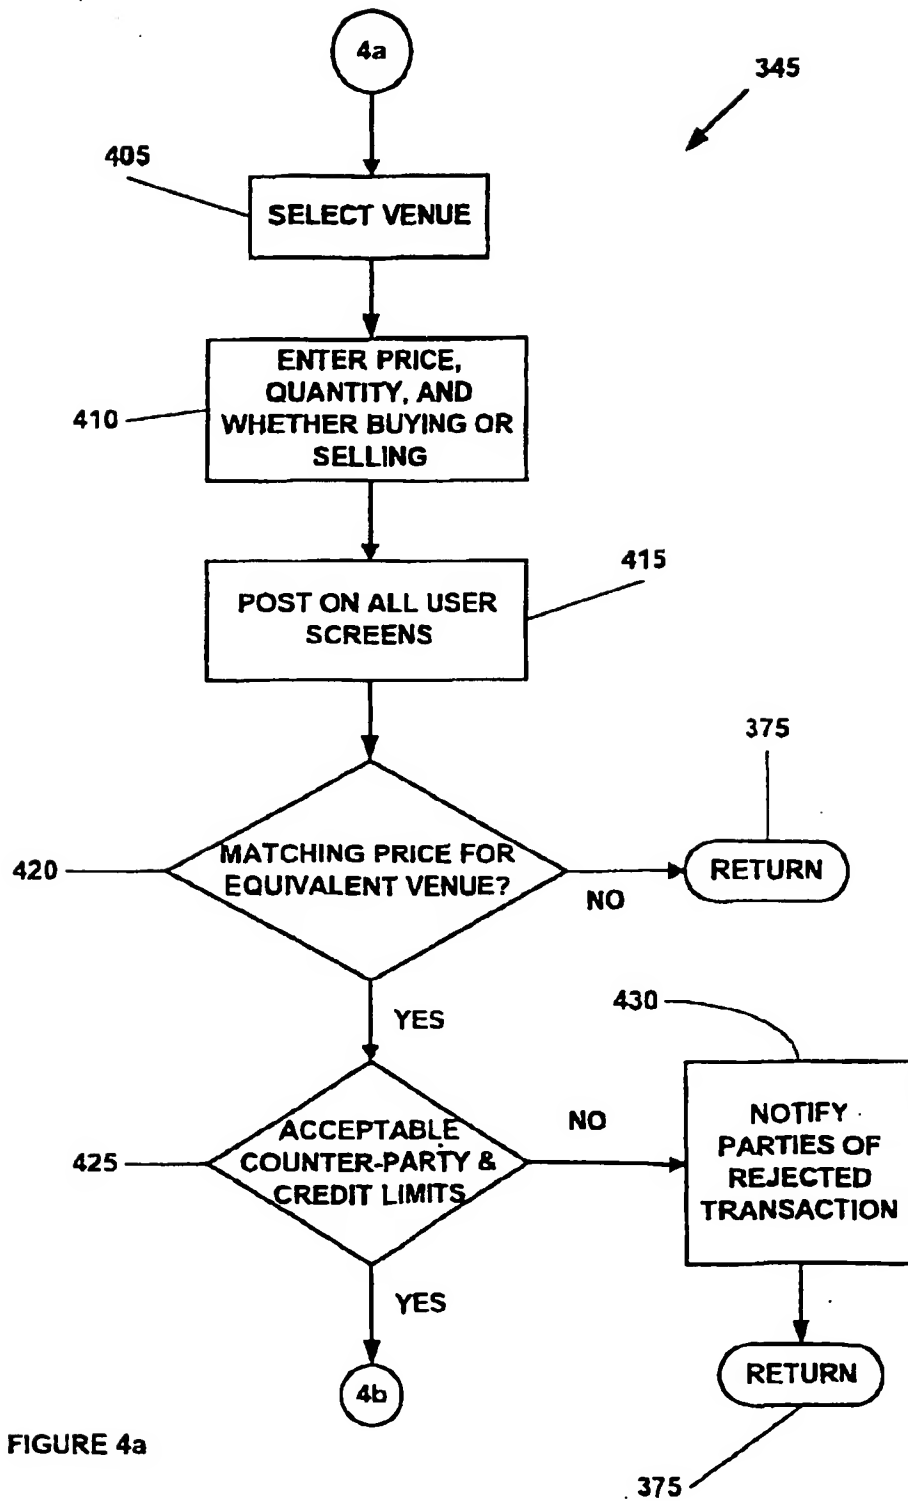 4a
345
405
SELECT VENUE
ENTER PRICE,
QUANTITY, AND
WHETHER BUYING OR
SELLING
410
415
POST ON ALL USER
SCREENS
375
MATCHING PRICE FOR
EQUIVALENT VENUE?
420
RETURN
NO
YES
430
ACCEPTABLE
COUNTER-PARTY &
CREDIT LIMITS
425
NO
NOTIFY
PARTIES OF
REJECTED
TRANSACTION
YES
4b
RETURN
375
FIGURE 4a